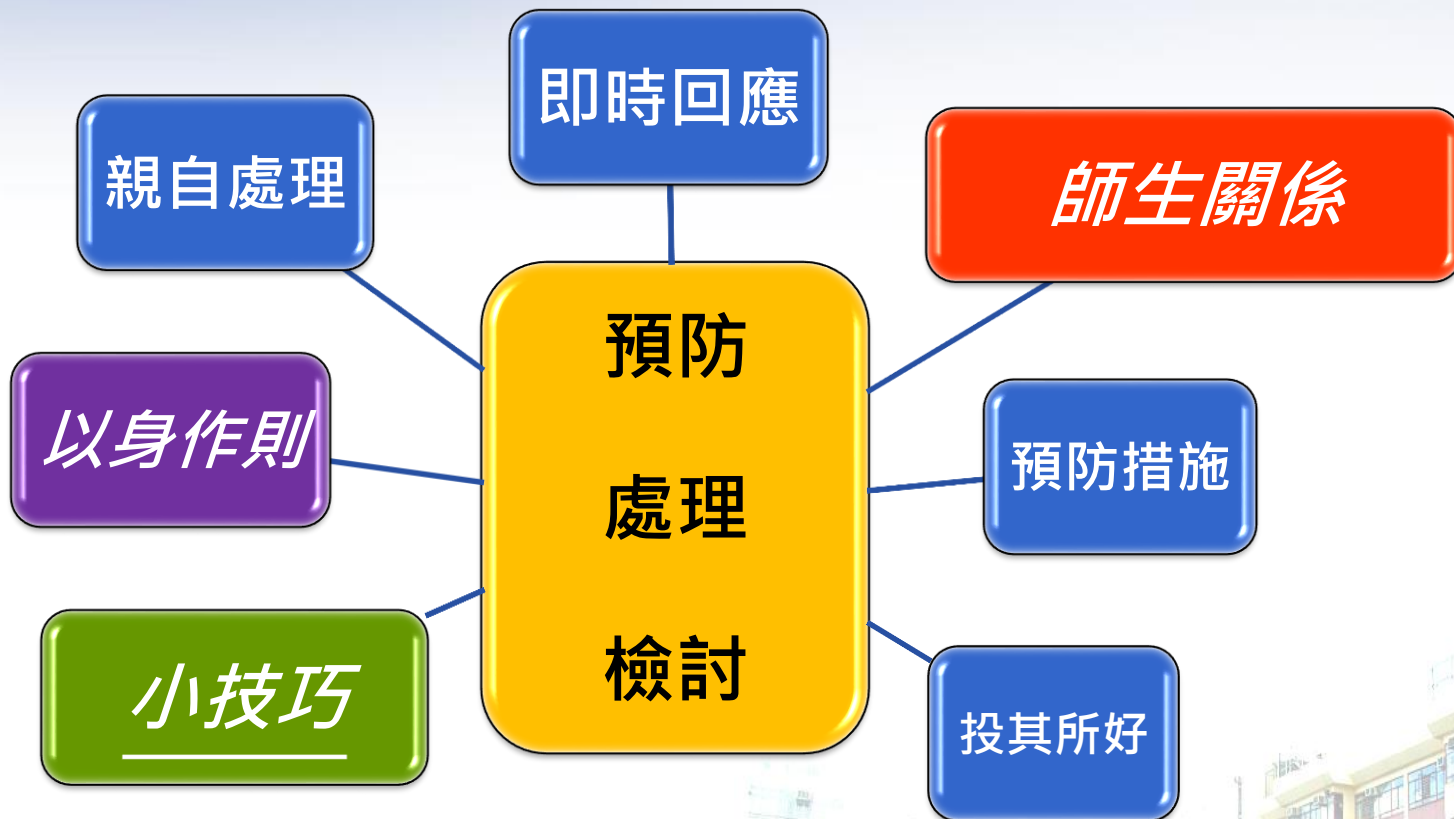 即時回應
親自處理
師生關係
預防
處理
檢討
以身作則
預防措施
小技巧
投其所好